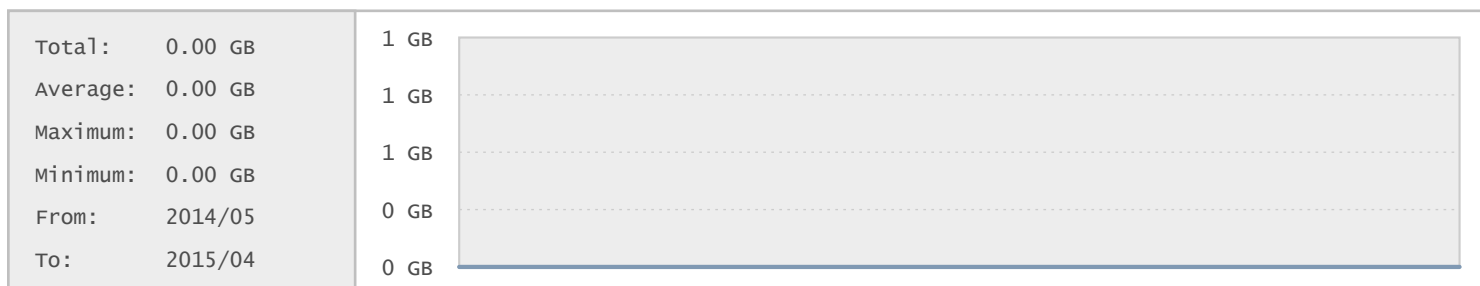 Total: 0.00 GB
Average: 0.00 GB
Maximum: 0.00 GB
Minimum: 0.00 GB
From: 2014/05
To: 2015/04
1 GB
1 GB
1 GB
0 GB
0 GB